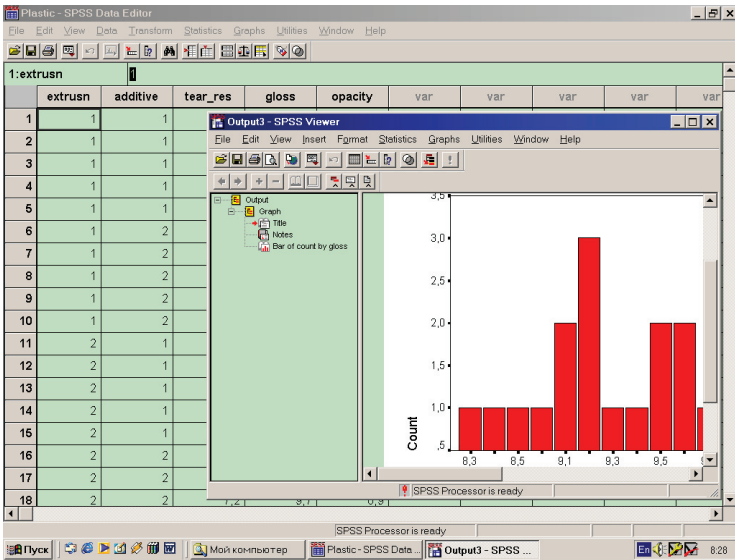 Plastic - SPSS Data Editor
File Edit View Data Transform Statistics Graphs Utilities Window Help
1:extrusn 1
extrusn additive tear_res gloss opacity var var var var var
1 1 1
2 1 1
3 1 1
4 1 1
5 1 1
6 1 2
7 1 2
8 1 2
9 1 2
10 1 2
11 2 1
12 2 1
13 2 1
14 2 1
15 2 1
16 2 2
17 2 2
18 2 2 7,2 9,7 6,9
Output3 - SPSS Viewer
File Edit View Insert Format Statistics Graphs Utilities Window Help
Output
Graph
Title
Notes
Bar of count by gloss
3,5
3,0
2,5
2,0
1,5
1,0
,5
Count
8,3 8,5 9,1 9,3 9,5
SPSS Processor is ready
SPSS Processor is ready
Пуск
Мой компьютер
Plastic - SPSS Data ...
Output3 - SPSS ...
En
8:28